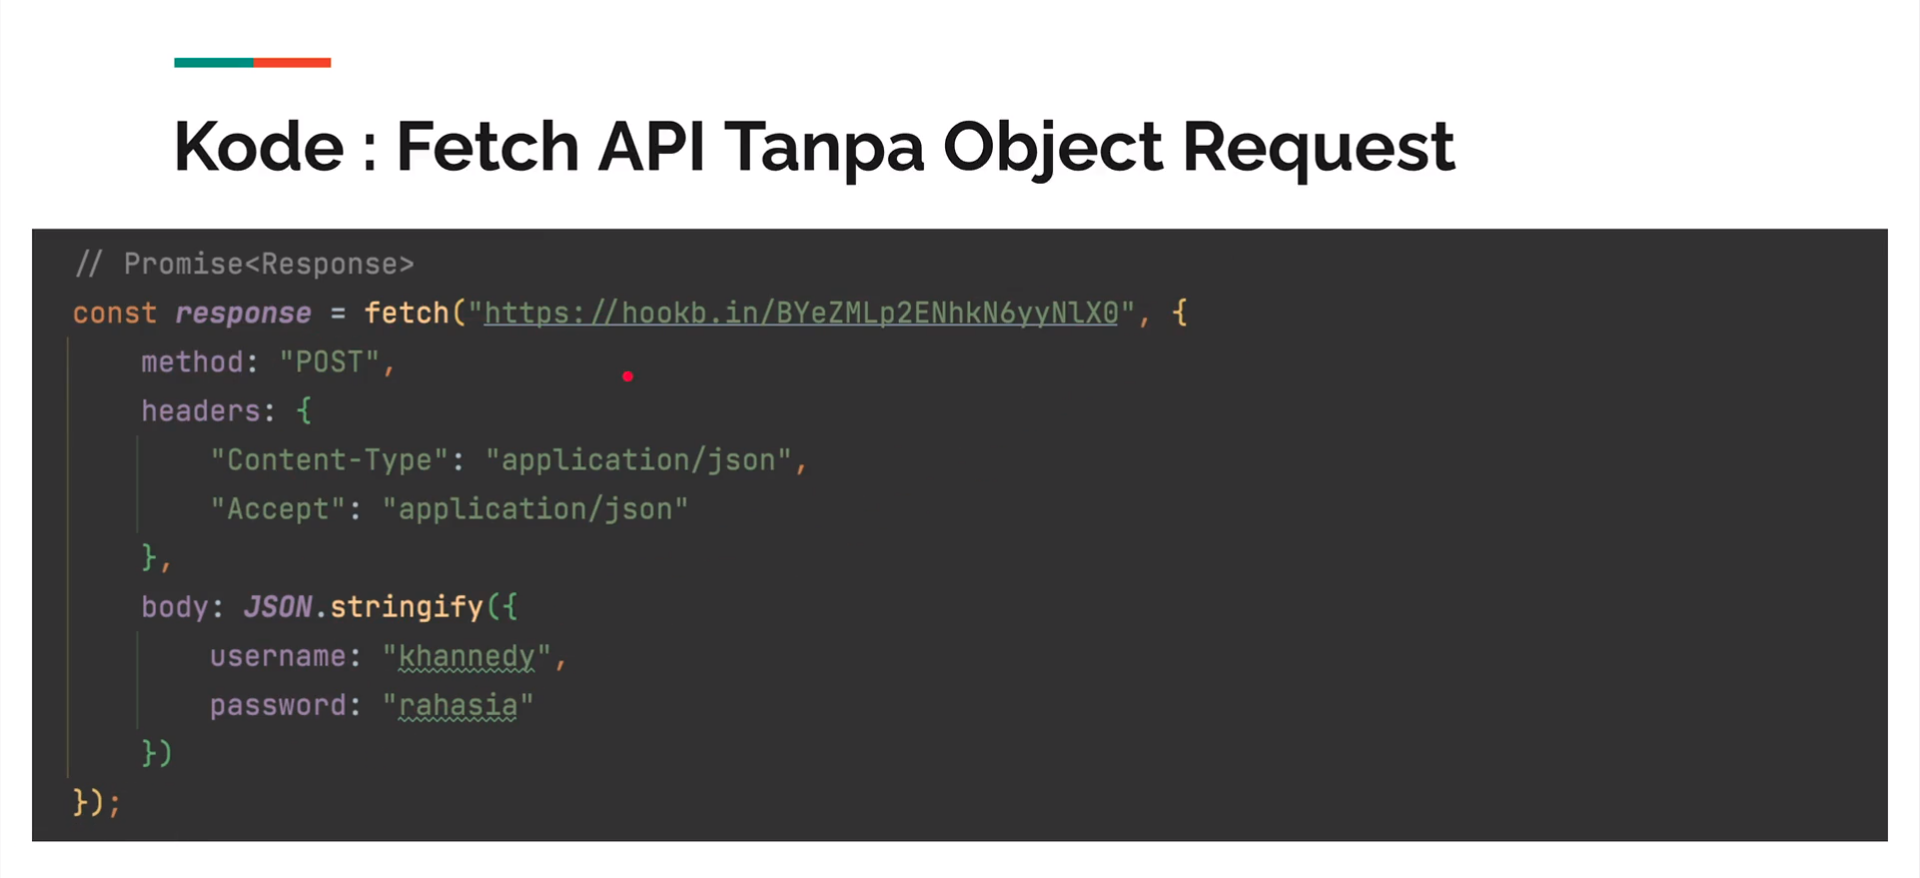 Kode : Fetch API Tanpa Object Request
// Promise<Response>
const response = fetch("https://hookb.in/BYeZMLp2ENhkN6yyNlX0", {
method: "POST",
headers: {
"Content-Type": "application/json",
"Accept": "application/json"
},
body: JSON.stringify({
username: "khannedy",
password: "rahasia"
})
});